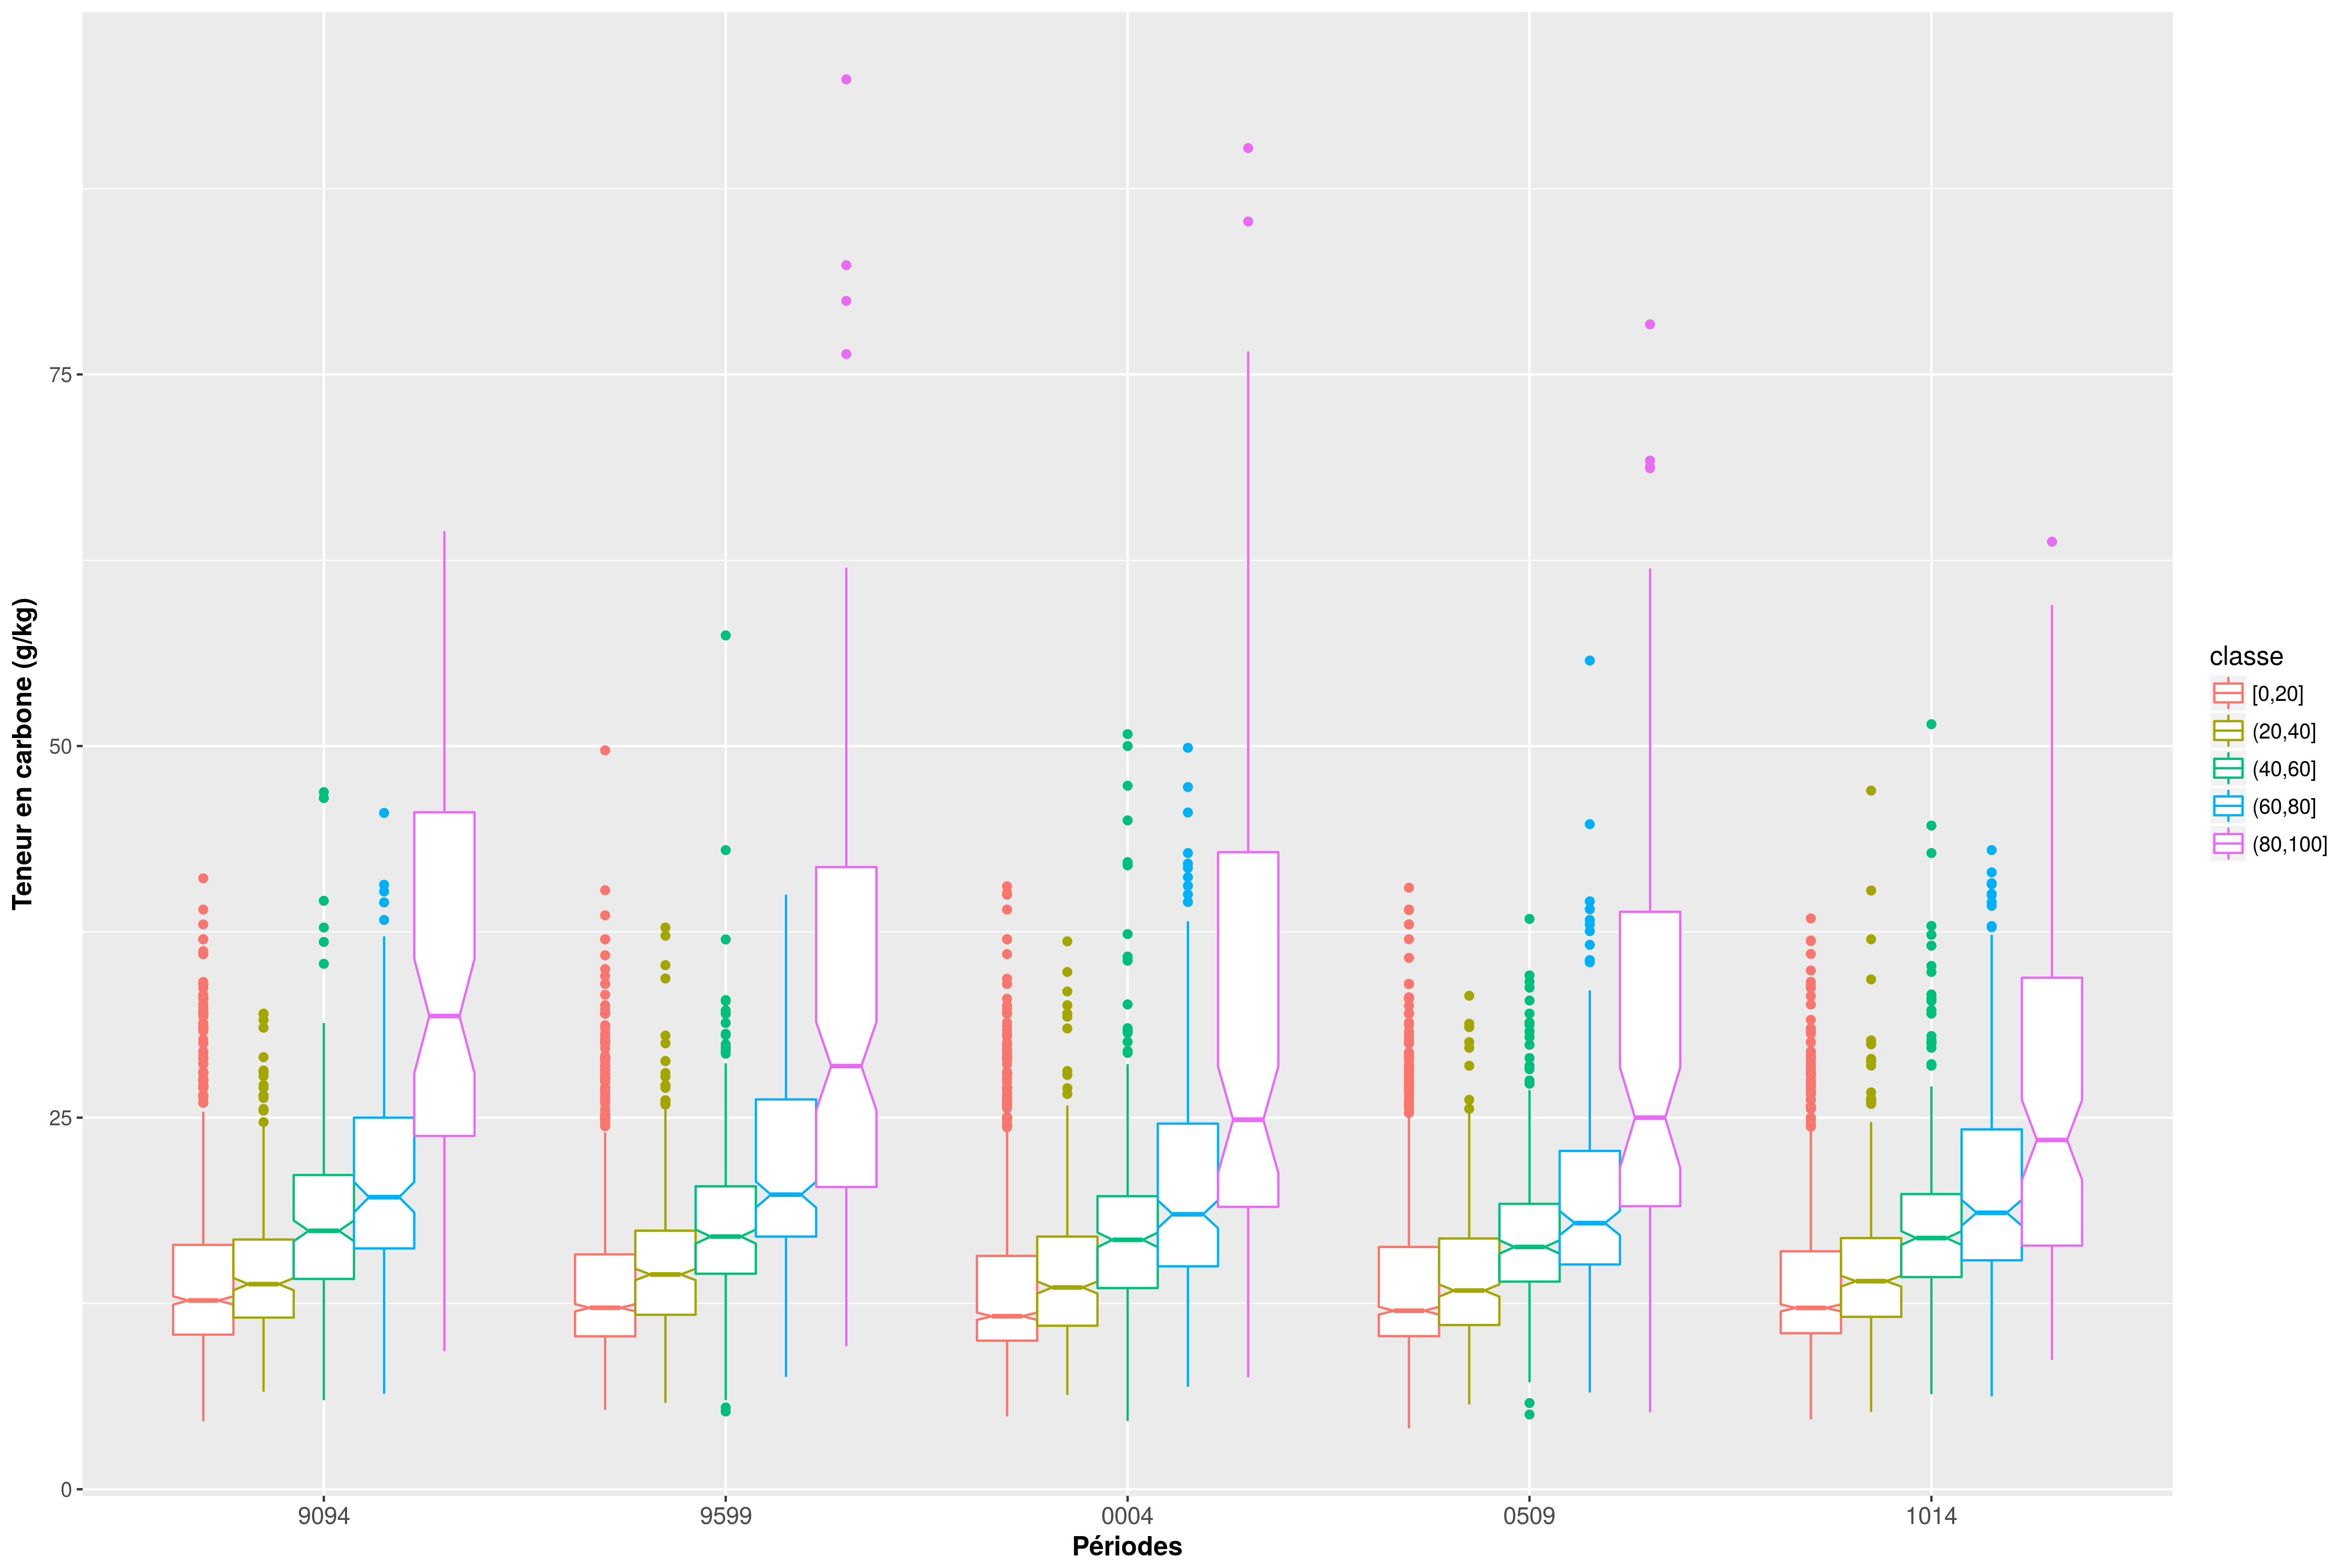 Teneur en carbone (g/kg)
75
50
25
0
9094 9599 0004 0509 1014
Périodes
classe
[0,20]
(20,40]
(40,60]
(60,80]
(80,100]